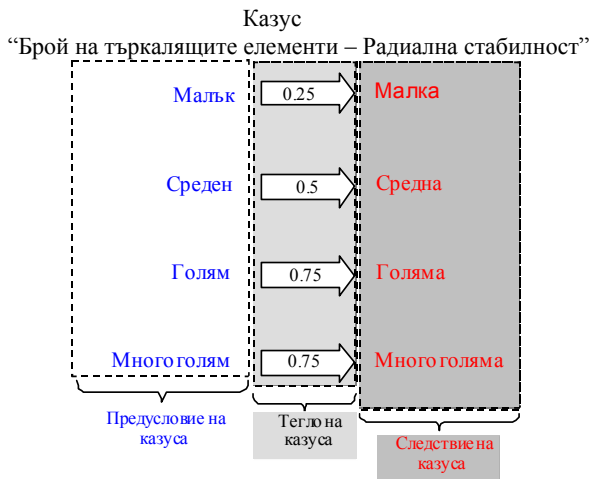 Казус
“Брой на търкалящите елементи – Радиална стабилност”
Малък 0.25 Малка
Среден 0.5 Средна
Голям 0.75 Голяма
Много голям 0.75 Много голяма
Предусловие на
казуса
Тегло на
казуса
Следствие на
казуса